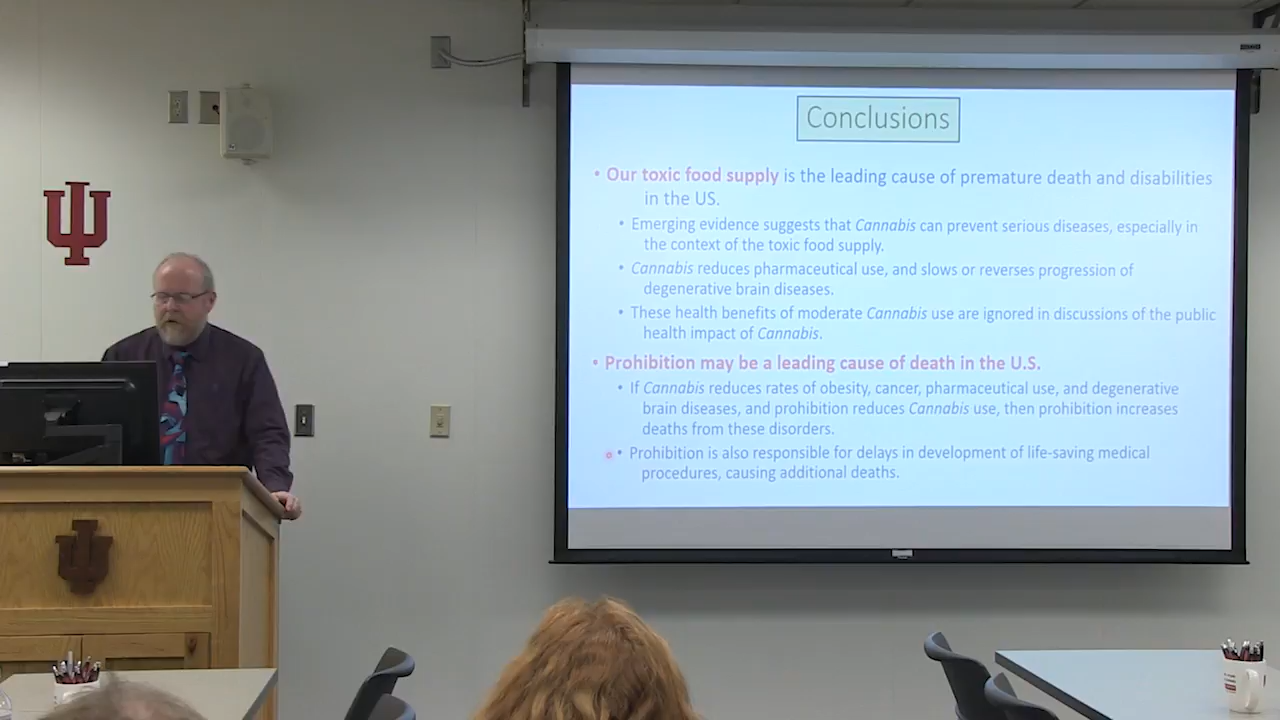 Conclusions
• Our toxic food supply is the leading cause of premature death and disabilities
in the US.
• Emerging evidence suggests that Cannabis can prevent serious diseases, especially in
the context of the toxic food supply.
• Cannabis reduces pharmaceutical use, and slows or reverses progression of
degenerative brain diseases.
• These health benefits of moderate Cannabis use are ignored in discussions of the public
health impact of Cannabis.
• Prohibition may be a leading cause of death in the U.S.
• If Cannabis reduces rates of obesity, cancer, pharmaceutical use, and degenerative
brain diseases, and prohibition reduces Cannabis use, then prohibition increases
deaths from these disorders.
• Prohibition is also responsible for delays in development of life-saving medical
procedures, causing additional deaths.